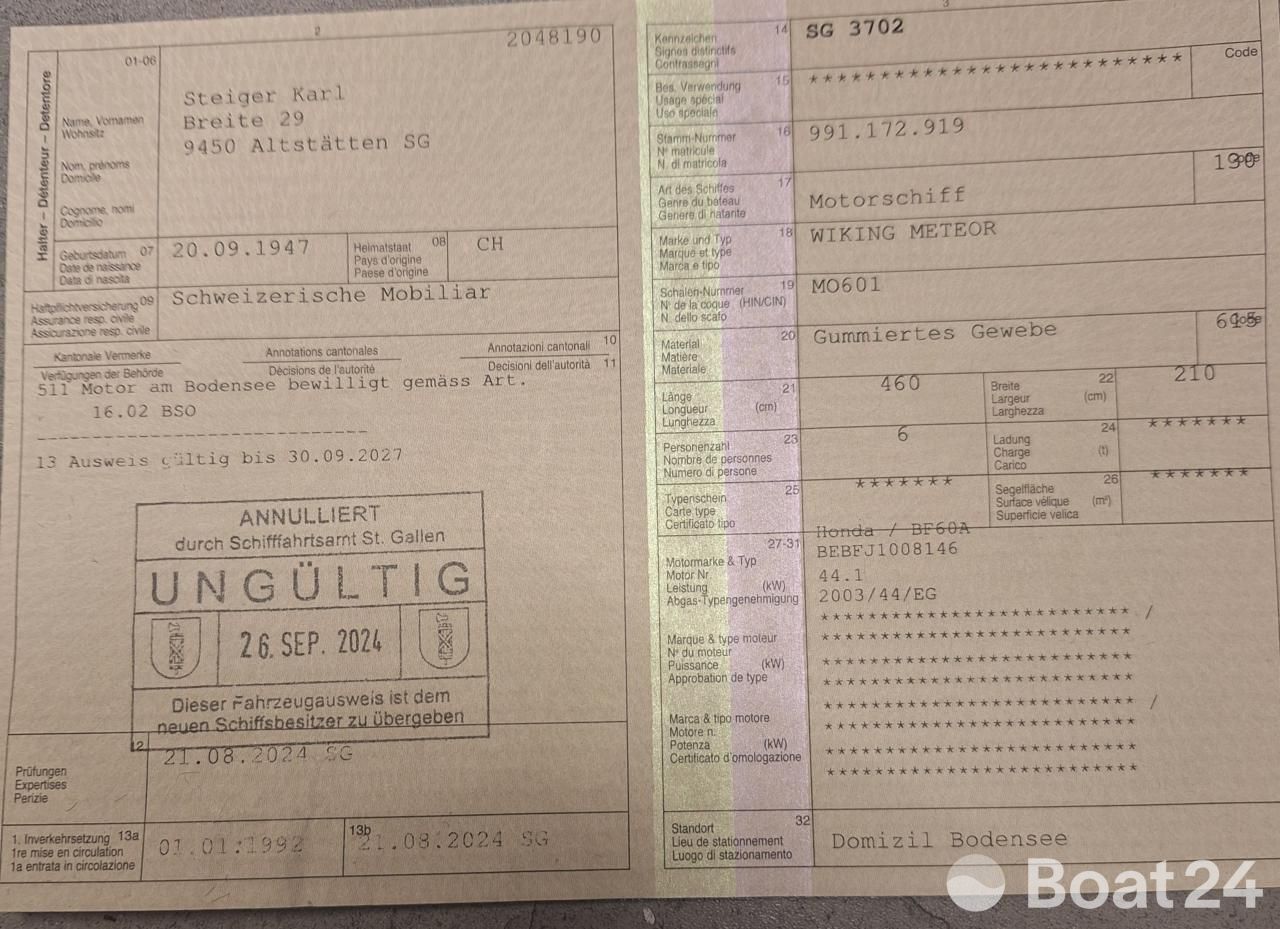 2
2048190
Halter – Détenteur – Detentore
01-06
Name, Vornamen
Wohnsitz
Nom, prénoms
Domicile
Cognome, nomi
Domicilio
Steiger Karl
Breite 29
9450 Altstätten SG
Geburtsdatum 07
Date de naissance
Data di nascita
20.09.1947
Heimatstaat 08
Pays d'origine
Paese d'origine
CH
Haftpflichtversicherung 09
Assurance resp. civile
Assicurazione resp. civile
Schweizerische Mobiliar
Kantonale Vermerke Annotations cantonales Annotazioni cantonali 10
Verfügungen der Behörde Décisions de l'autorité Decisioni dell'autorità 11
511 Motor am Bodensee bewilligt gemäss Art.
16.02 BSO
------------------------------
13 Ausweis gültig bis 30.09.2027
ANNULLIERT
durch Schifffahrtsamt St. Gallen
UNGÜLTIG
26. SEP. 2024
Dieser Fahrzeugausweis ist dem
neuen Schiffsbesitzer zu übergeben
12
Prüfungen
Expertises
Perizie
21.08.2024 SG
1. Inverkehrsetzung 13a
1re mise en circulation
1a entrata in circolazione
01.01.1992
13b
21.08.2024 SG
3
Kennzeichen 14
Signes distinctifs
Contrassegni
SG 3702
Bes. Verwendung 15
Usage spécial
Uso speciale
*************************
Code
Stamm-Nummer 16
N° matricule
N. di matricola
991.172.919
Art des Schiffes 17
Genre du bateau
Genere di natante
Motorschiff
Code
190
Marke und Typ 18
Marque et type
Marca e tipo
WIKING METEOR
Schalen-Nummer 19
N° de la coque (HIN/CIN)
N. dello scafo
MO601
Material 20
Matière
Materiale
Gummiertes Gewebe
Code
Länge 21
Longueur (cm)
Lunghezza
460
Breite 22
Largeur (cm)
Larghezza
210
Personenzahl 23
Nombre de personnes
Numero di persone
6
Ladung 24
Charge (t)
Carico
*******
Typenschein 25
Carte type
Certificato tipo
*******
Segelfläche 26
Surface vélique (m²)
Superficie velica
*******
27-31
Motormarke & Typ
Motor Nr.
Leistung (kW)
Abgas-Typengenehmigung
Honda / BF60A
BEBFJ1008146
44.1
2003/44/EG
Marque & type moteur
N° du moteur
Puissance (kW)
Approbation de type
********************** /
**********************
**********************
**********************
Marca & tipo motore
Motore n.
Potenza (kW)
Certificato d'omologazione
********************** /
**********************
**********************
**********************
Standort 32
Lieu de stationnement
Luogo di stazionamento
Domizil Bodensee
Boat24